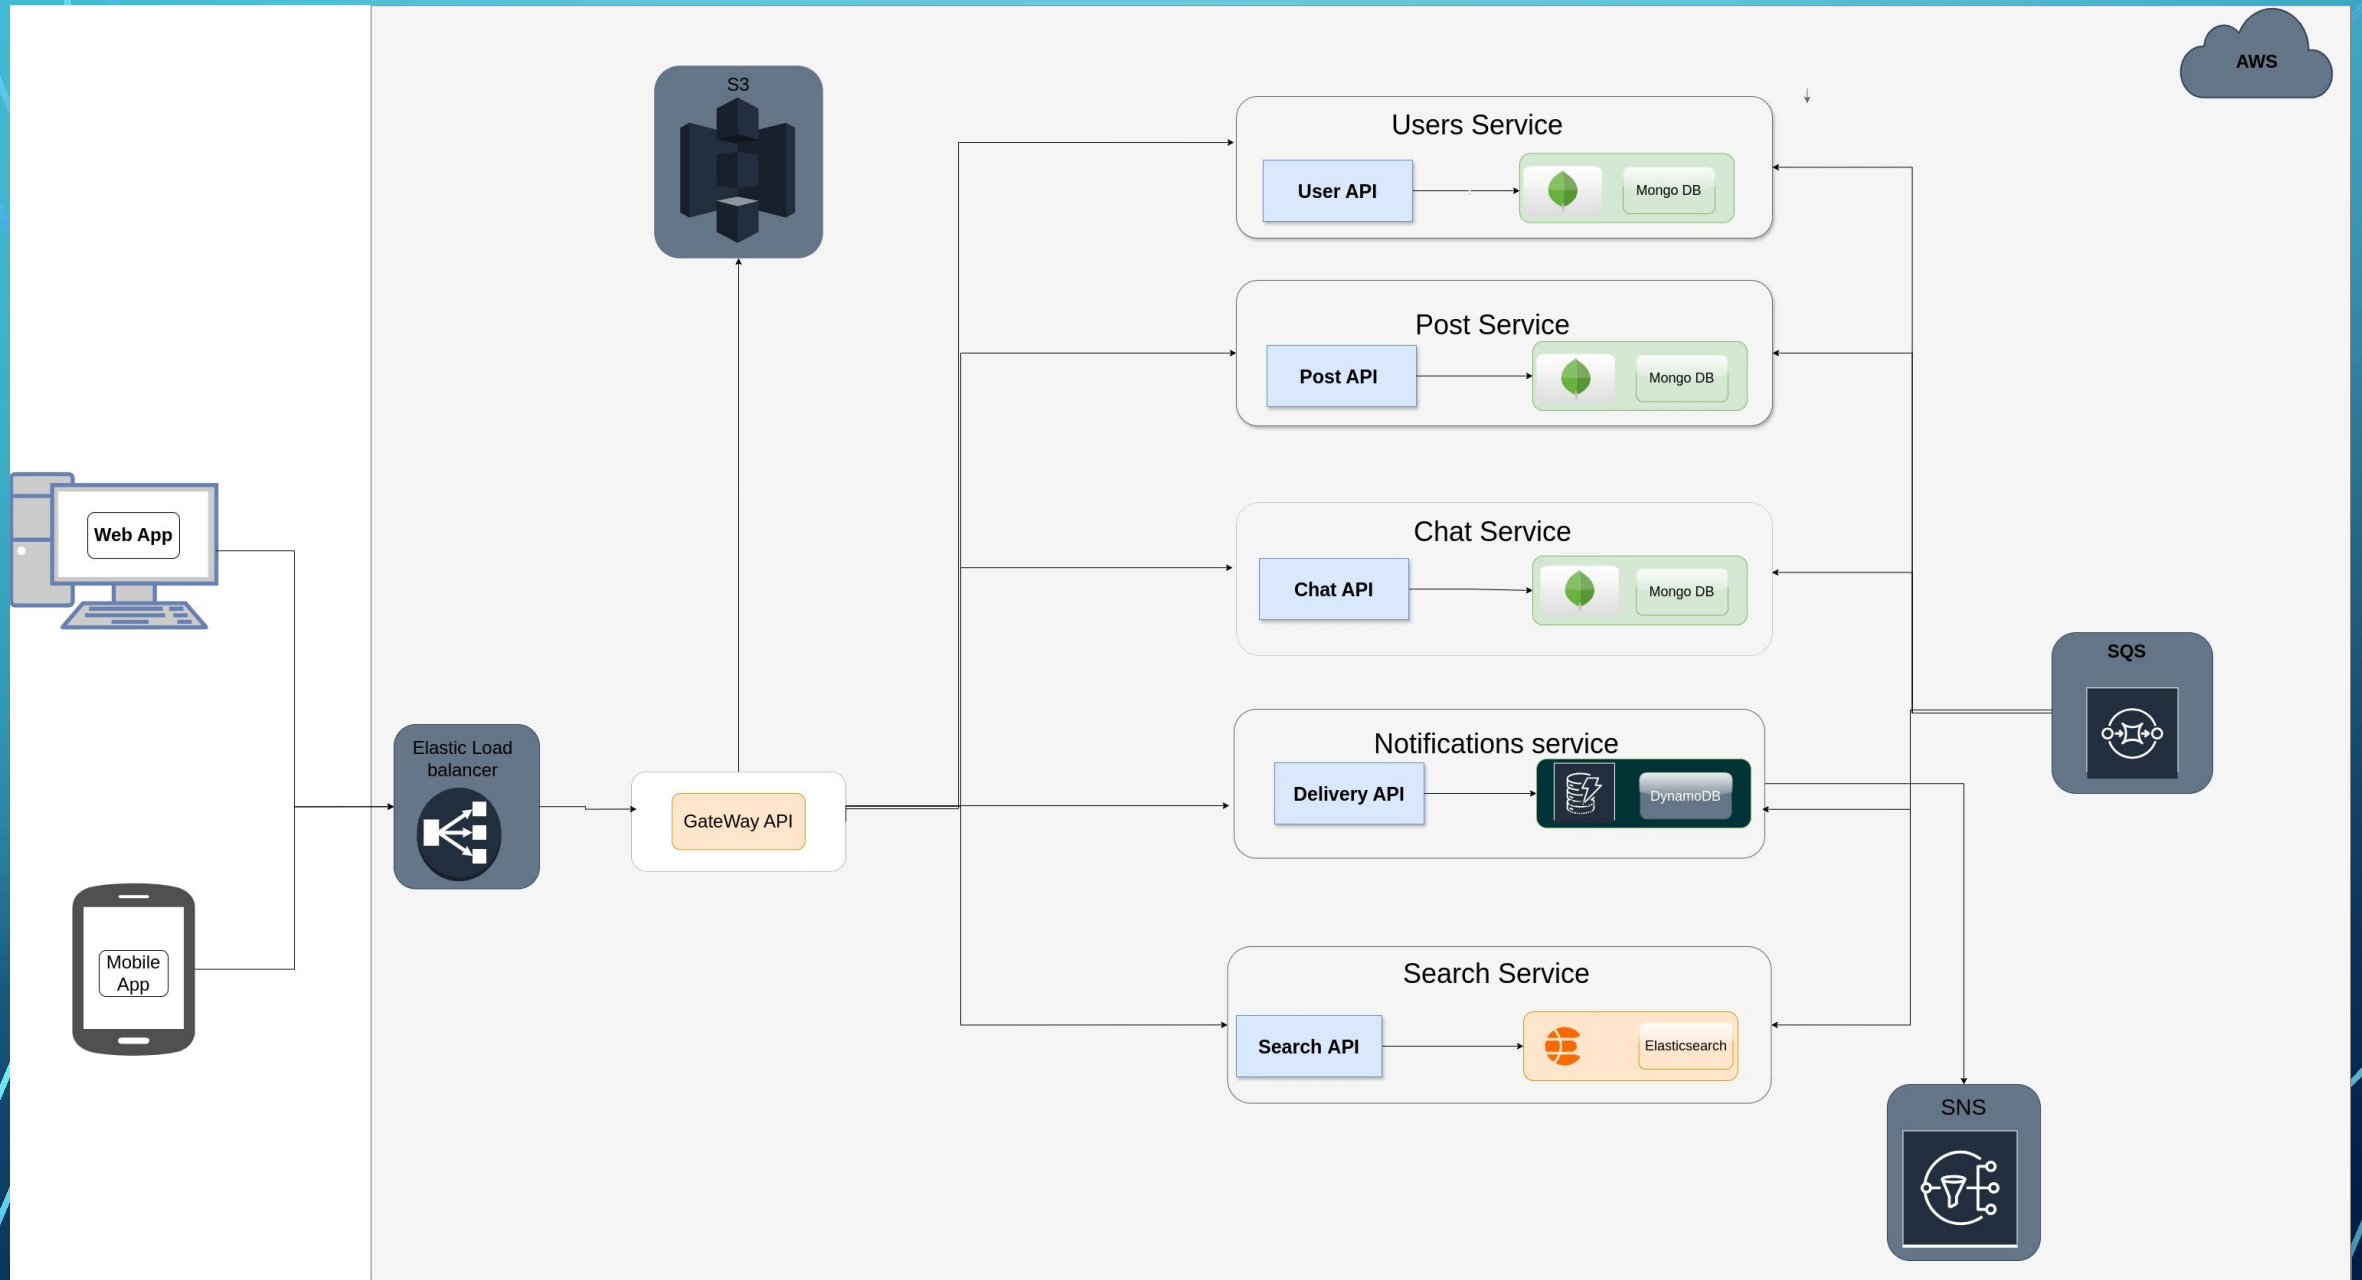 AWS
S3
Users Service
User API
Mongo DB
Post Service
Post API
Mongo DB
Web App
Chat Service
Chat API
Mongo DB
SQS
Elastic Load
balancer
GateWay API
Notifications service
Delivery API
DynamoDB
Mobile
App
Search Service
Search API
Elasticsearch
SNS